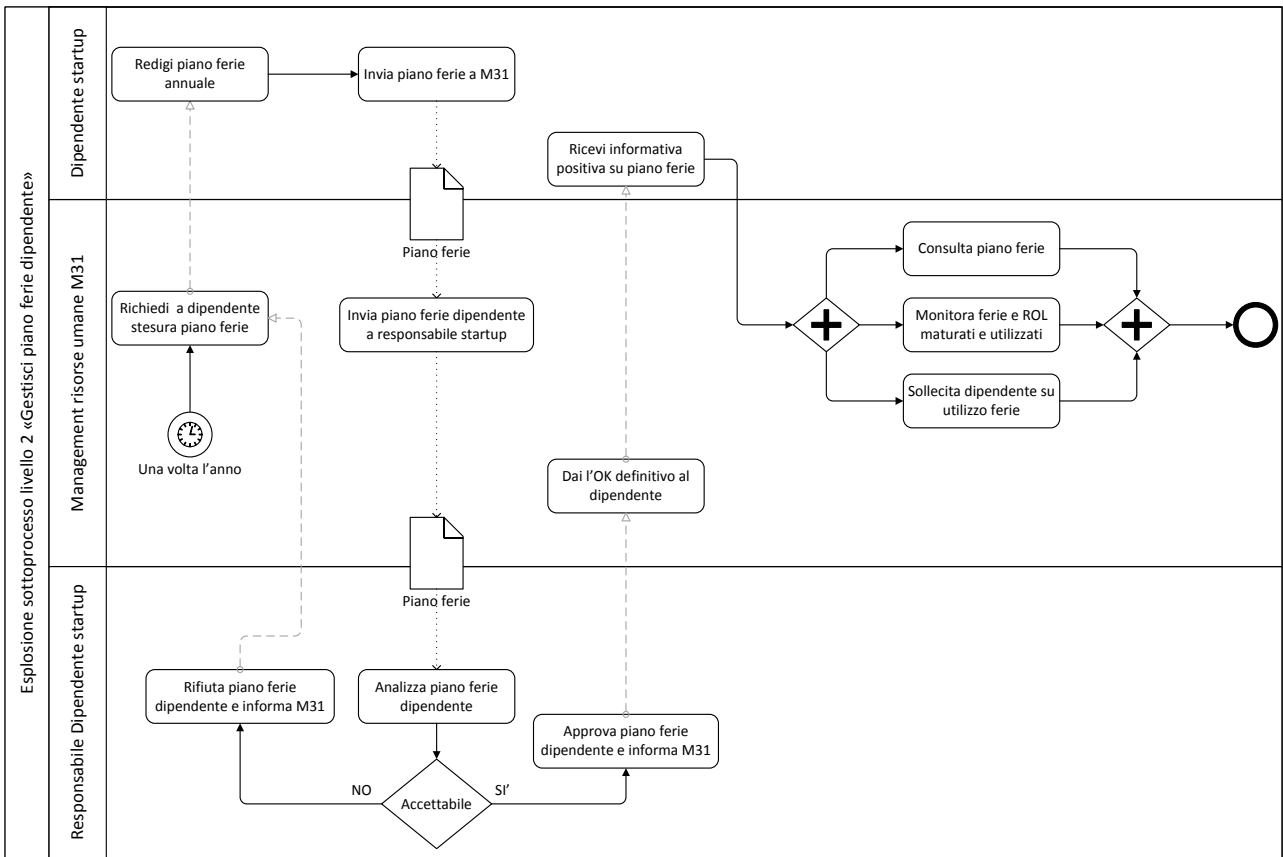 Esplosione sottoprocesso livello 2 «Gestisci piano ferie dipendente»
Dipendente startup
Redigi piano ferie
annuale
Invia piano ferie a M31
Ricevi informativa
positiva su piano ferie
Piano ferie
Management risorse umane M31
Richiedi a dipendente
stesura piano ferie
Una volta l'anno
Invia piano ferie dipendente
a responsabile startup
Consulta piano ferie
Monitora ferie e ROL
maturati e utilizzati
Sollecita dipendente su
utilizzo ferie
Dai l'OK definitivo al
dipendente
Piano ferie
Responsabile Dipendente startup
Rifiuta piano ferie
dipendente e informa M31
Analizza piano ferie
dipendente
Approva piano ferie
dipendente e informa M31
NO
Accettabile
SI'